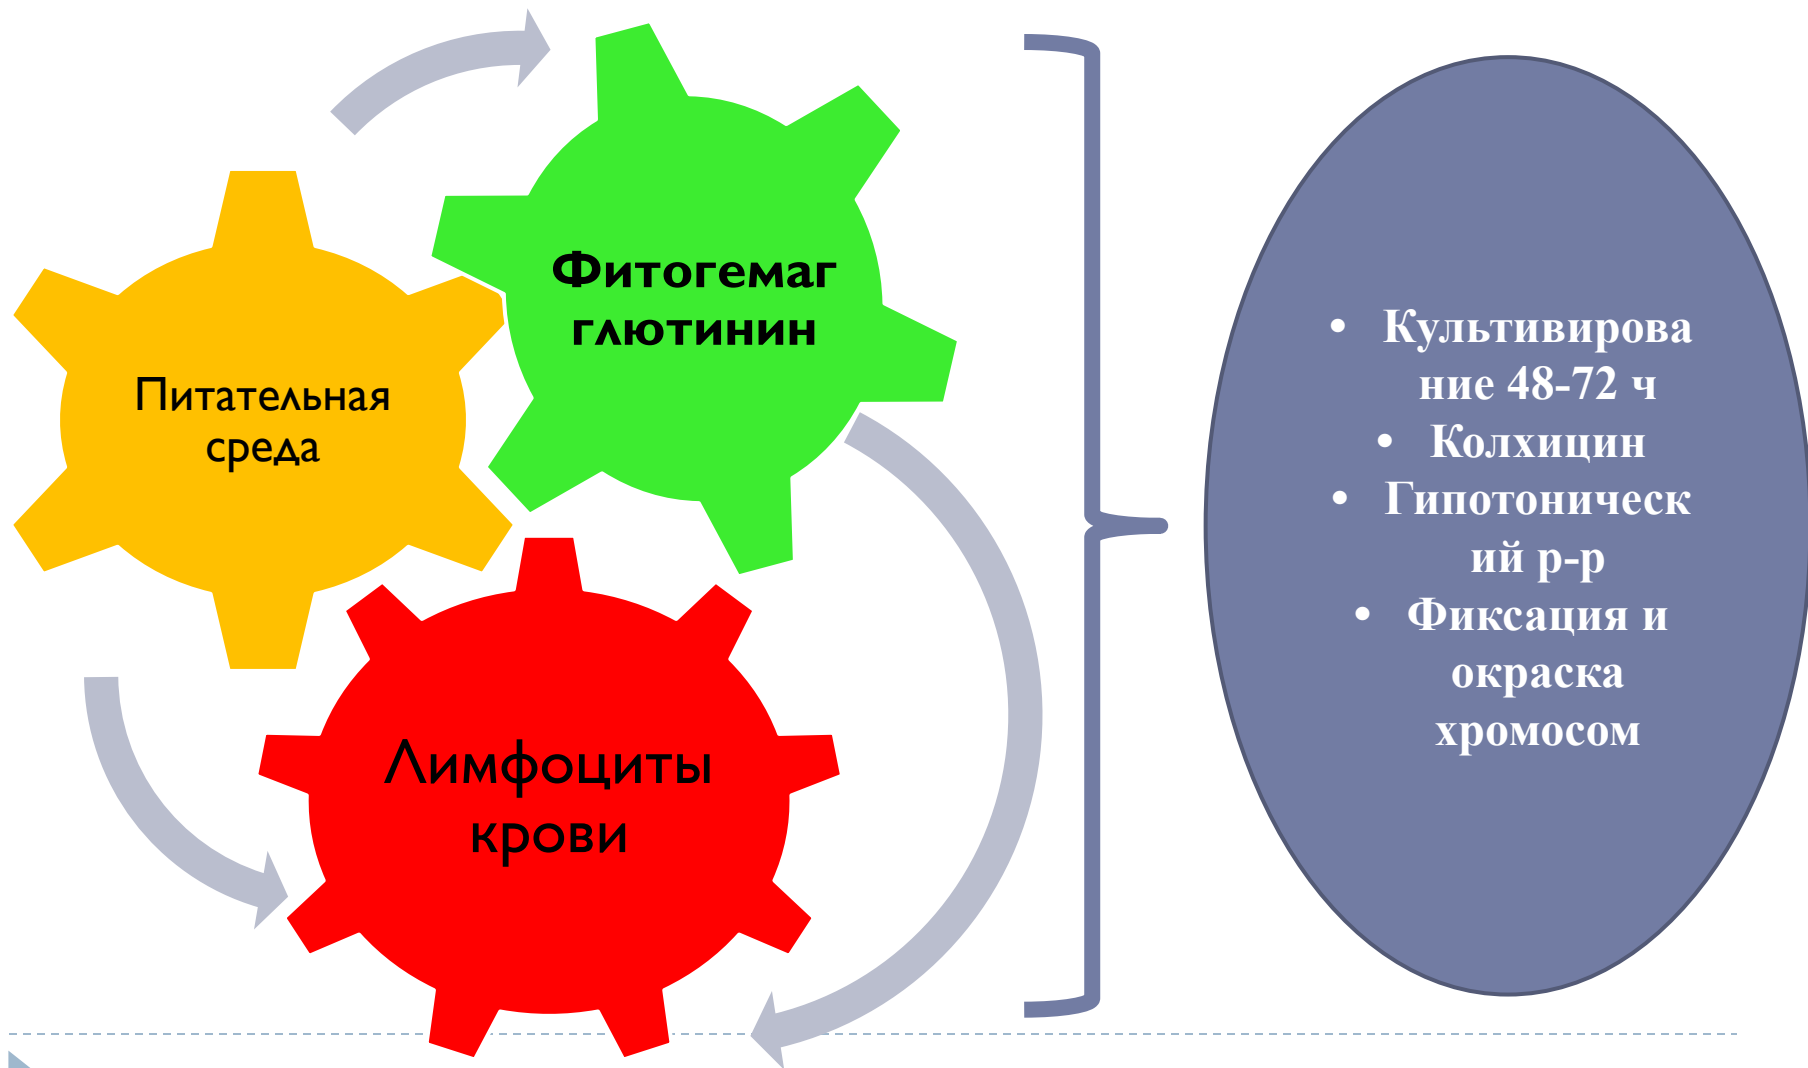 Фитогемаг
глютинин
Питательная
среда
Лимфоциты
крови
• Культивирова
ние 48-72 ч
• Колхицин
• Гипотоническ
ий р-р
• Фиксация и
окраска
хромосом